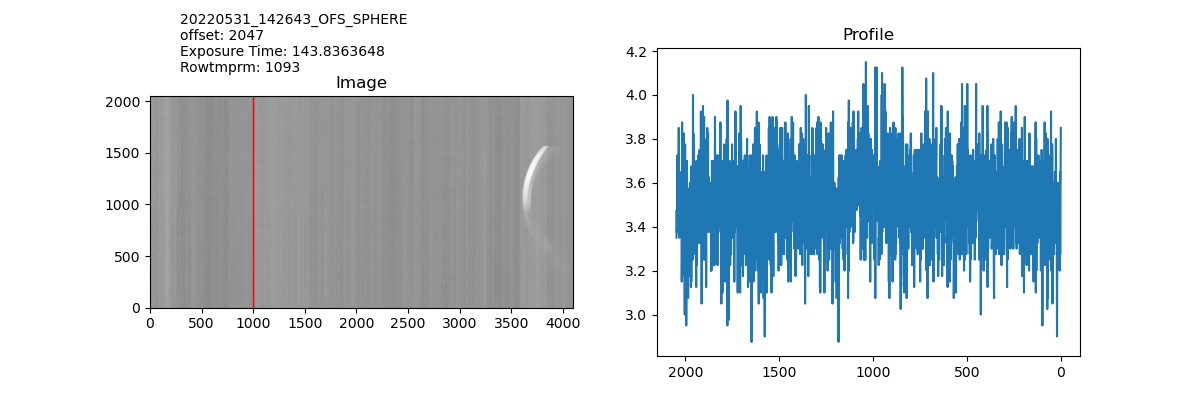 20220531_142643_OFS_SPHERE
offset: 2047
Exposure Time: 143.8363648
Rowtmprm: 1093
Image
2000
1500
1000
500
0
0 500 1000 1500 2000 2500 3000 3500 4000
Profile
4.2
4.0
3.8
3.6
3.4
3.2
3.0
2000 1500 1000 500 0